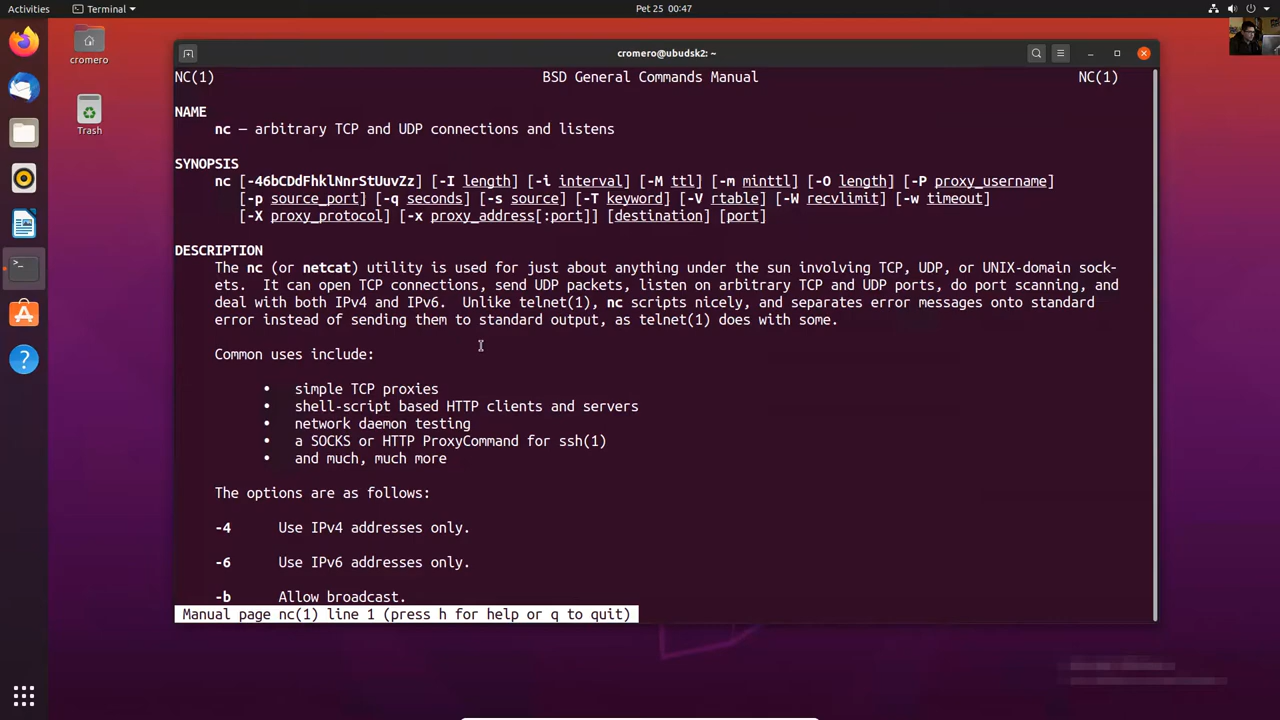 Activities
Terminal
Pet 25 00:47
cromero
Trash
cromero@ubudsk2: ~
NC(1) BSD General Commands Manual NC(1)
NAME
nc — arbitrary TCP and UDP connections and listens
SYNOPSIS
nc [-46bCDdFhklNnrStUuvZz] [-I length] [-i interval] [-M ttl] [-m minttl] [-O length] [-P proxy_username]
[-p source_port] [-q seconds] [-s source] [-T keyword] [-V rtable] [-W recvlimit] [-w timeout]
[-X proxy_protocol] [-x proxy_address[:port]] [destination] [port]
DESCRIPTION
The nc (or netcat) utility is used for just about anything under the sun involving TCP, UDP, or UNIX-domain sock-
ets. It can open TCP connections, send UDP packets, listen on arbitrary TCP and UDP ports, do port scanning, and
deal with both IPv4 and IPv6. Unlike telnet(1), nc scripts nicely, and separates error messages onto standard
error instead of sending them to standard output, as telnet(1) does with some.
Common uses include:
• simple TCP proxies
• shell-script based HTTP clients and servers
• network daemon testing
• a SOCKS or HTTP ProxyCommand for ssh(1)
• and much, much more
The options are as follows:
-4 Use IPv4 addresses only.
-6 Use IPv6 addresses only.
-b Allow broadcast.
Manual page nc(1) line 1 (press h for help or q to quit)